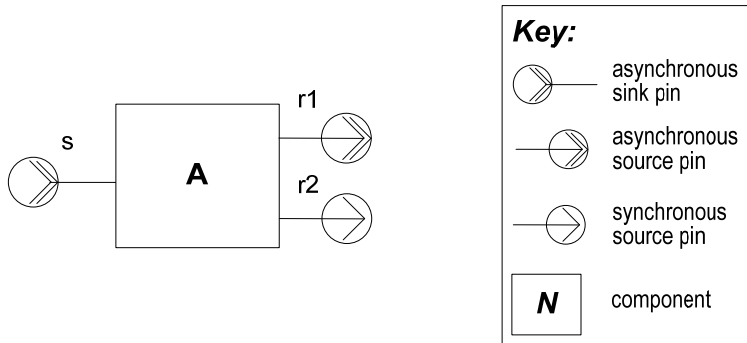 s
A
r1
r2
Key:
asynchronous
sink pin
asynchronous
source pin
synchronous
source pin
N
component